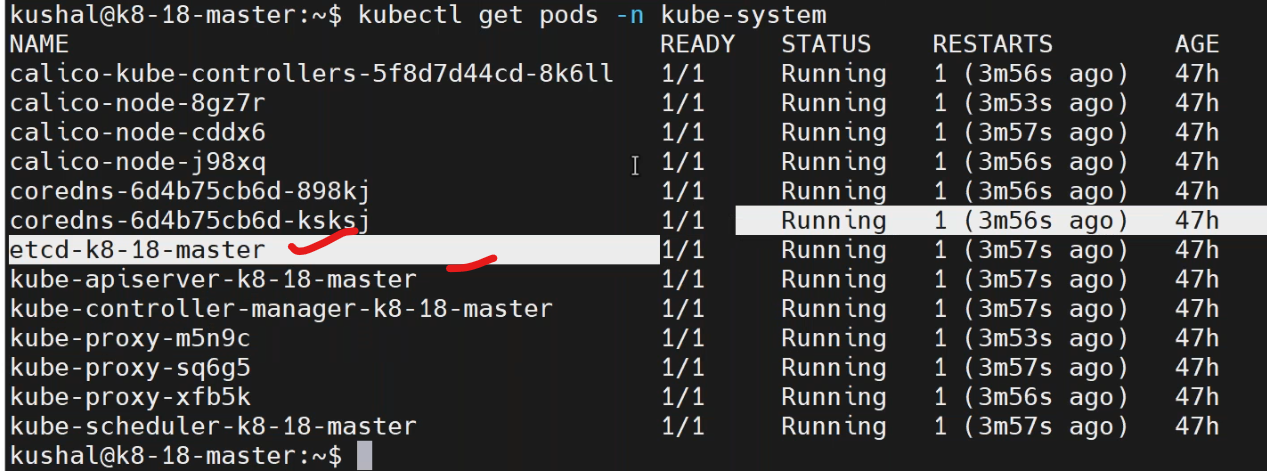 kushal@k8-18-master:~$ kubectl get pods -n kube-system
NAME READY STATUS RESTARTS AGE
calico-kube-controllers-5f8d7d44cd-8k6ll 1/1 Running 1 (3m56s ago) 47h
calico-node-8gz7r 1/1 Running 1 (3m53s ago) 47h
calico-node-cddx6 1/1 Running 1 (3m57s ago) 47h
calico-node-j98xq 1/1 Running 1 (3m56s ago) 47h
coredns-6d4b75cb6d-898kj 1/1 Running 1 (3m56s ago) 47h
coredns-6d4b75cb6d-ksksj 1/1 Running 1 (3m56s ago) 47h
etcd-k8-18-master 1/1 Running 1 (3m57s ago) 47h
kube-apiserver-k8-18-master 1/1 Running 1 (3m57s ago) 47h
kube-controller-manager-k8-18-master 1/1 Running 1 (3m57s ago) 47h
kube-proxy-m5n9c 1/1 Running 1 (3m53s ago) 47h
kube-proxy-sq6g5 1/1 Running 1 (3m57s ago) 47h
kube-proxy-xfb5k 1/1 Running 1 (3m56s ago) 47h
kube-scheduler-k8-18-master 1/1 Running 1 (3m57s ago) 47h
kushal@k8-18-master:~$